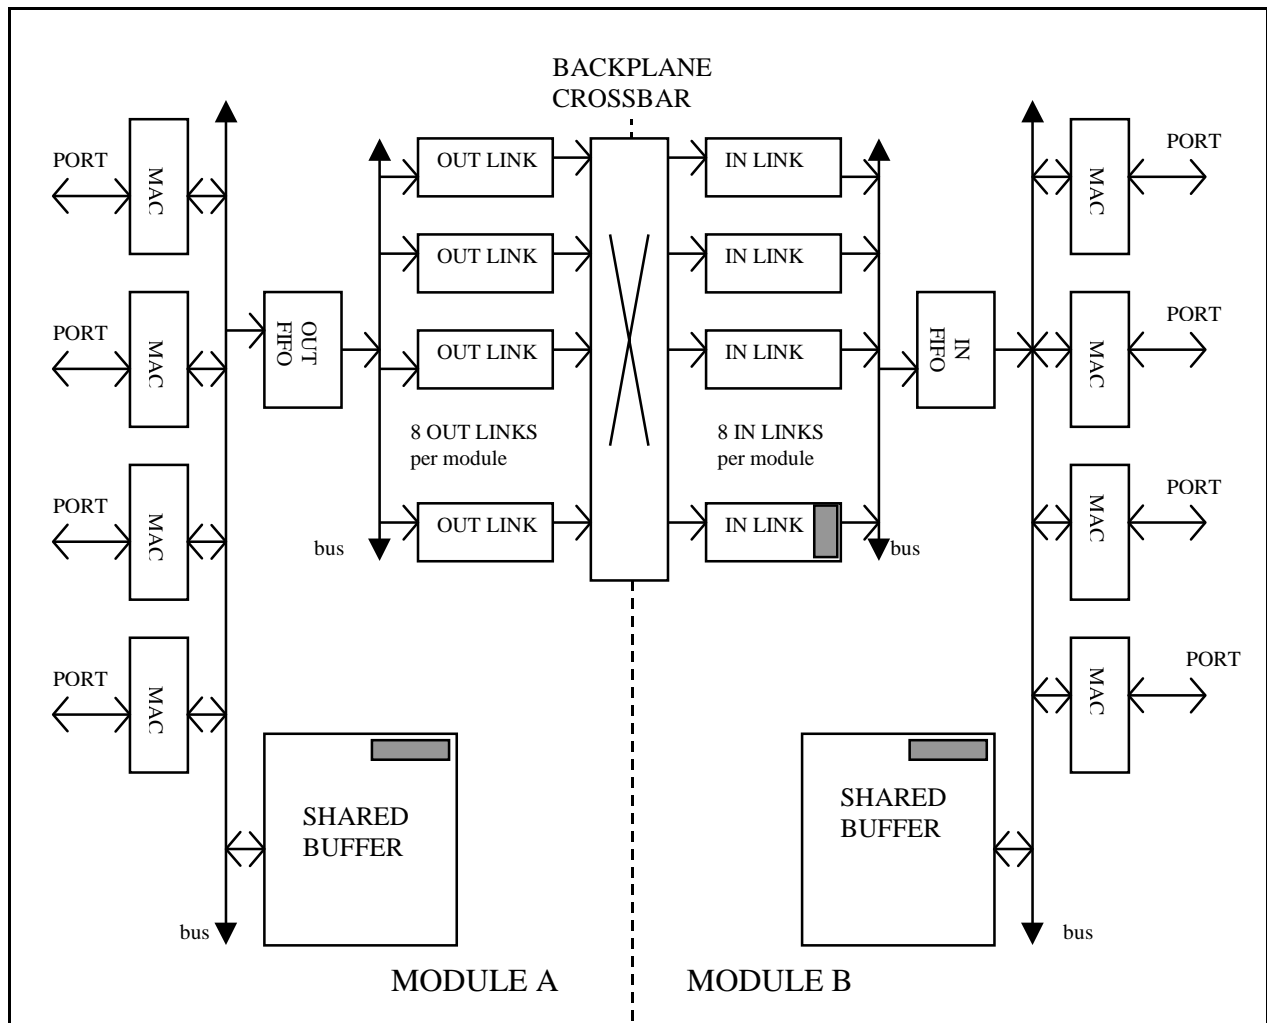 BACKPLANE
CROSSBAR
PORT
MAC
OUT LINK
IN LINK
MAC
PORT
OUT LINK
IN LINK
PORT
MAC
OUT
FIFO
OUT LINK
IN LINK
IN
FIFO
MAC
PORT
8 OUT LINKS
per module
8 IN LINKS
per module
PORT
MAC
bus
OUT LINK
IN LINK
bus
MAC
PORT
PORT
MAC
MAC
PORT
SHARED
BUFFER
SHARED
BUFFER
bus
bus
MODULE A
MODULE B